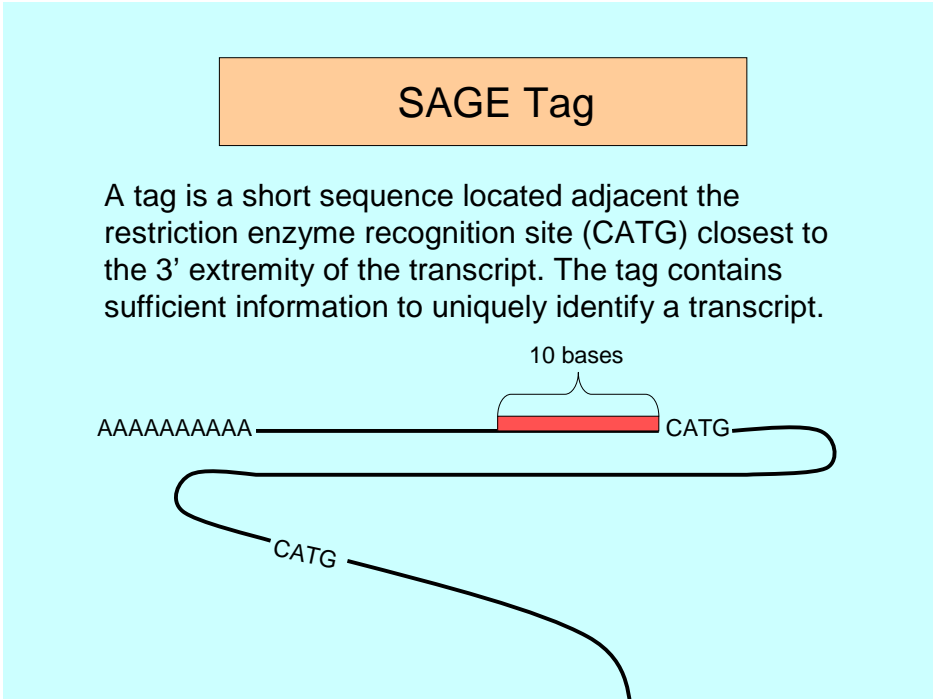 SAGE Tag
A tag is a short sequence located adjacent the
restriction enzyme recognition site (CATG) closest to
the 3’ extremity of the transcript. The tag contains
sufficient information to uniquely identify a transcript.
10 bases
AAAAAAAAAA CATG
CATG